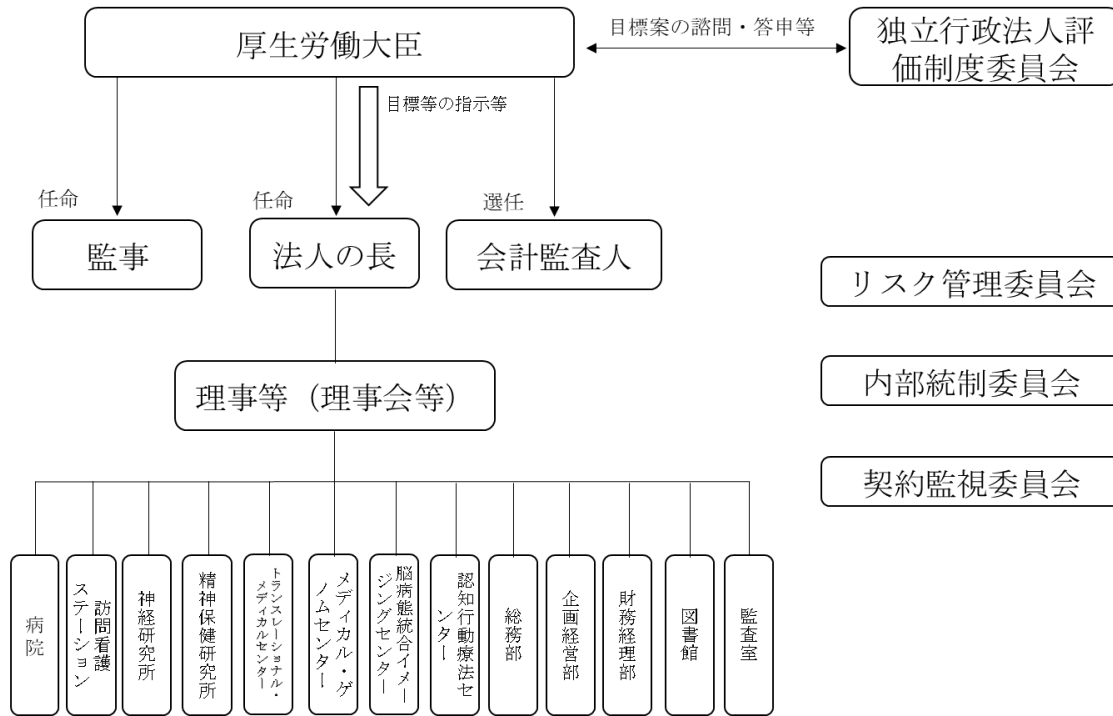 厚生労働大臣
目標案の諮問・答申等
独立行政法人評
価制度委員会
目標等の指示等
任命
任命
選任
監事
法人の長
会計監査人
リスク管理委員会
理事等（理事会等）
内部統制委員会
契約監視委員会
病院
訪問看護
ステーション
神経研究所
精神保健研究所
トランスレーショナル・
メディカルセンター
メディカル・ゲ
ノムセンター
脳病態統合イメー
ジングセンター
認知行動療法セ
ンター
総務部
企画経営部
財務経理部
図書館
監査室